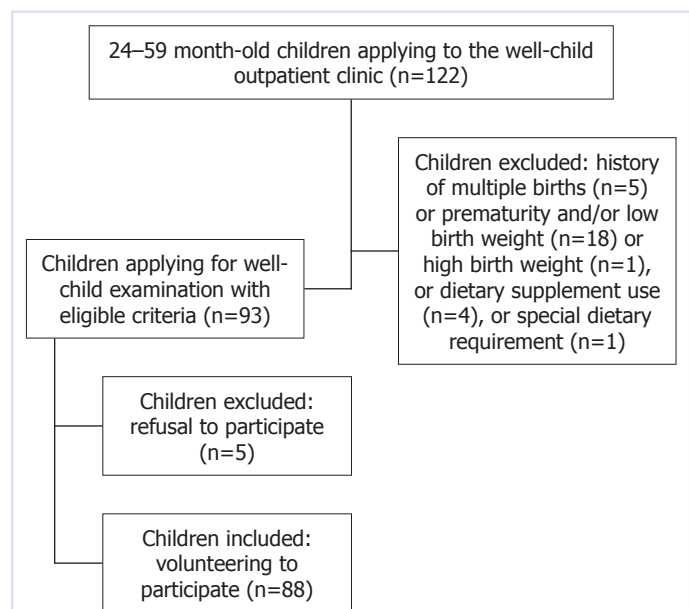 24–59 month-old children applying to the well-child
outpatient clinic (n=122)
Children excluded: history
of multiple births (n=5)
or prematurity and/or low
birth weight (n=18) or
high birth weight (n=1),
or dietary supplement use
(n=4), or special dietary
requirement (n=1)
Children applying for well-
child examination with
eligible criteria (n=93)
Children excluded:
refusal to participate
(n=5)
Children included:
volunteering to
participate (n=88)